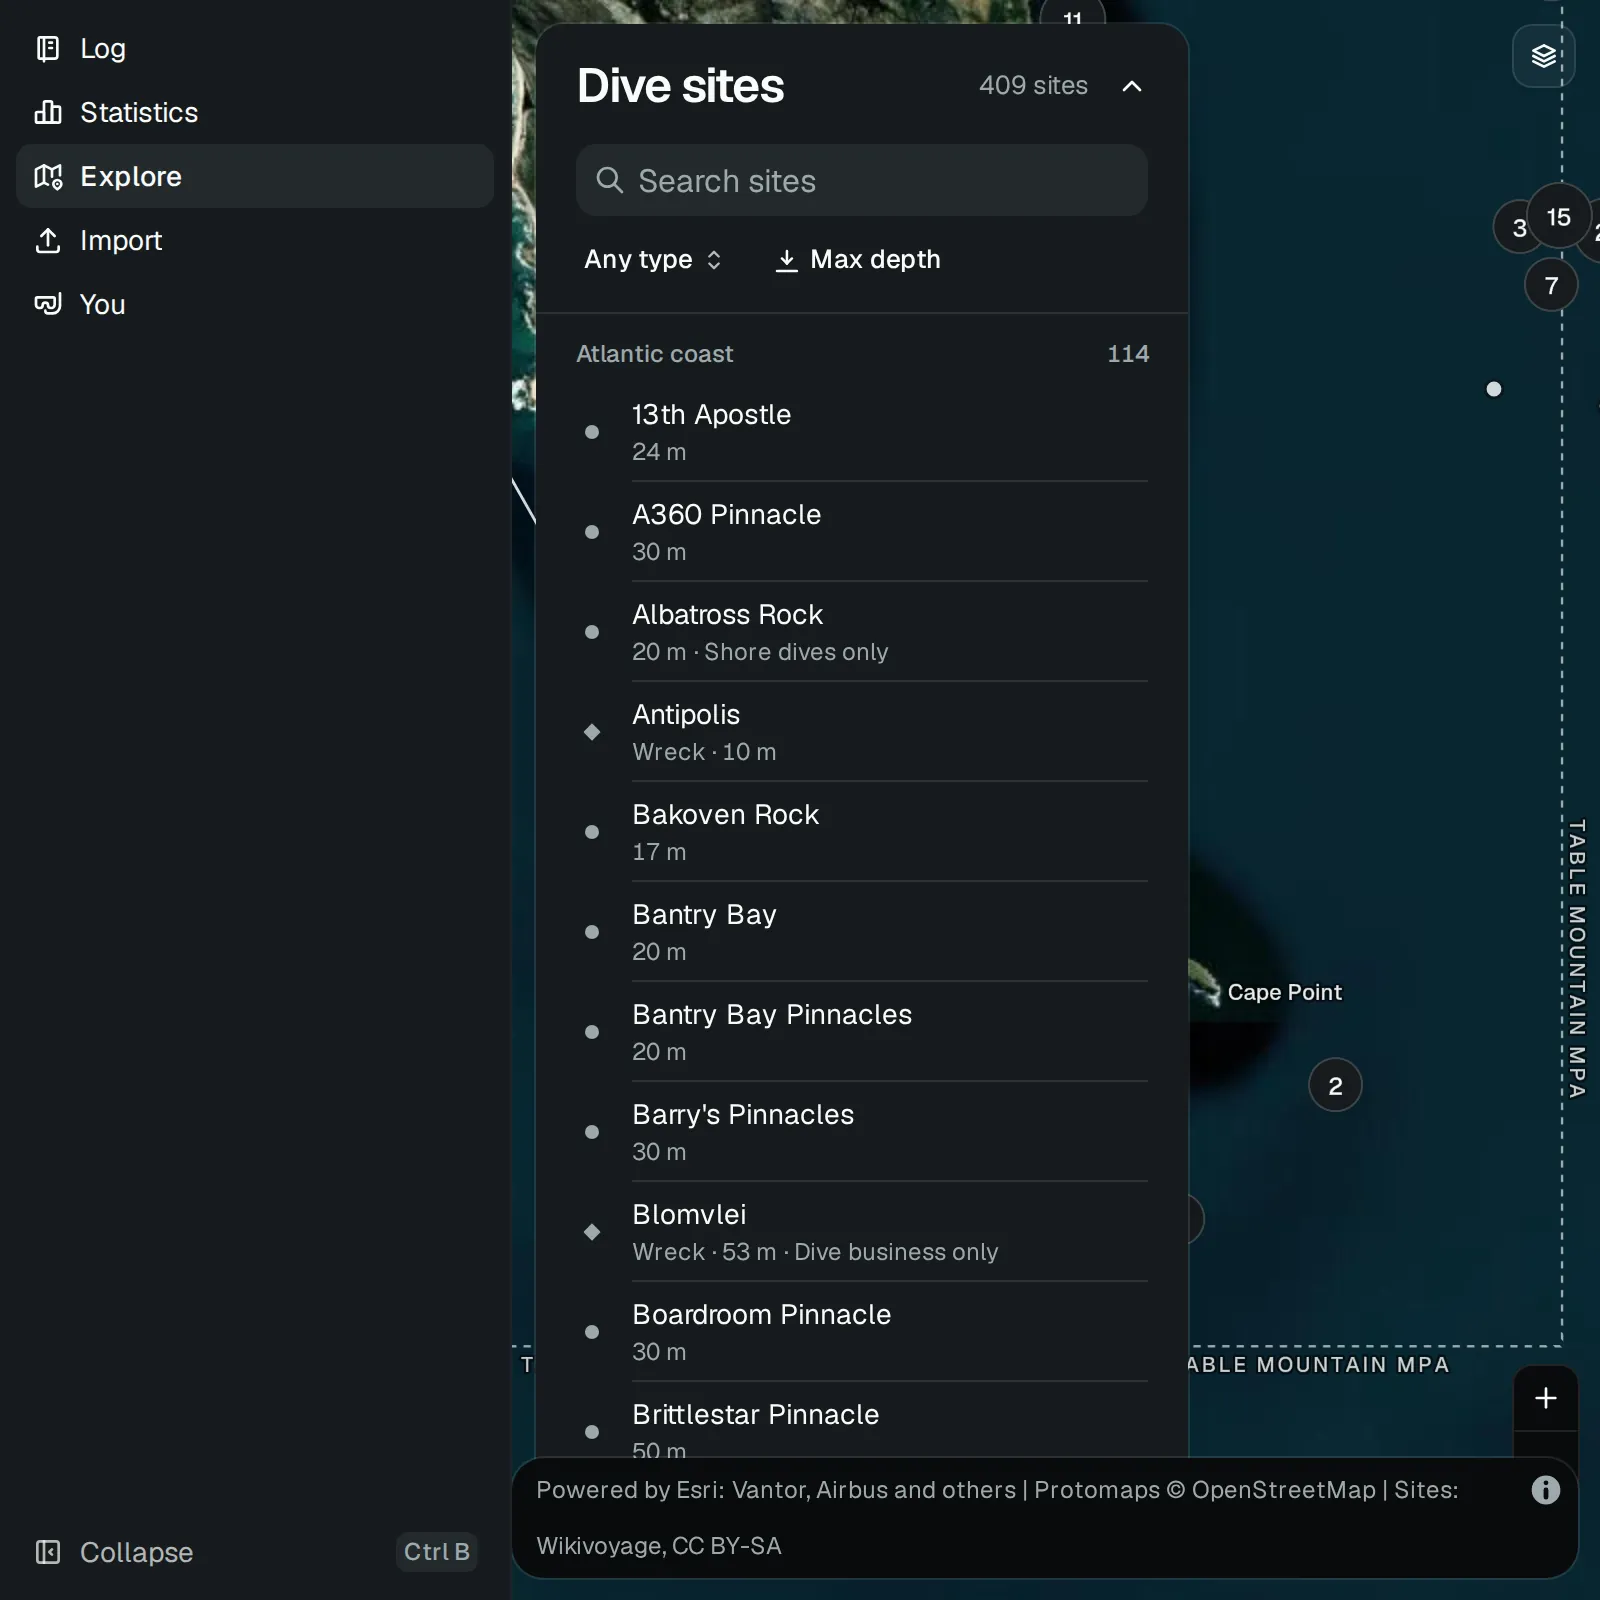 Log
Statistics
Explore
Import
You
Collapse
Ctrl B
Dive sites
409 sites
Search sites
Any type
Max depth
Atlantic coast
114
13th Apostle
24 m
A360 Pinnacle
30 m
Albatross Rock
20 m · Shore dives only
Antipolis
Wreck · 10 m
Bakoven Rock
17 m
Bantry Bay
20 m
Bantry Bay Pinnacles
20 m
Barry's Pinnacles
30 m
Blomvlei
Wreck · 53 m · Dive business only
Boardroom Pinnacle
30 m
Brittlestar Pinnacle
50 m
11
3
15
7
TABLE MOUNTAIN MPA
Cape Point
2
ABLE MOUNTAIN MPA
Powered by Esri: Vantor, Airbus and others | Protomaps © OpenStreetMap | Sites:
Wikivoyage, CC BY-SA